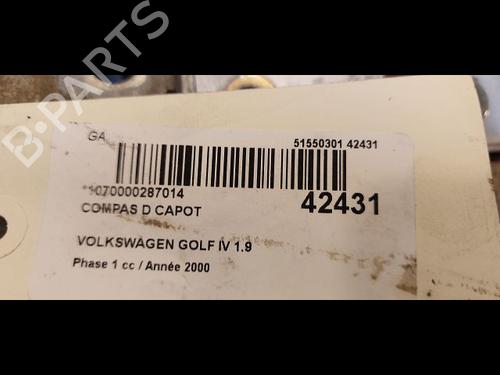 B-PARTS
GA
51550301 42431
*1070000287014
42431
COMPAS D CAPOT
VOLKSWAGEN GOLF IV 1.9
Phase 1 cc / Année 2000